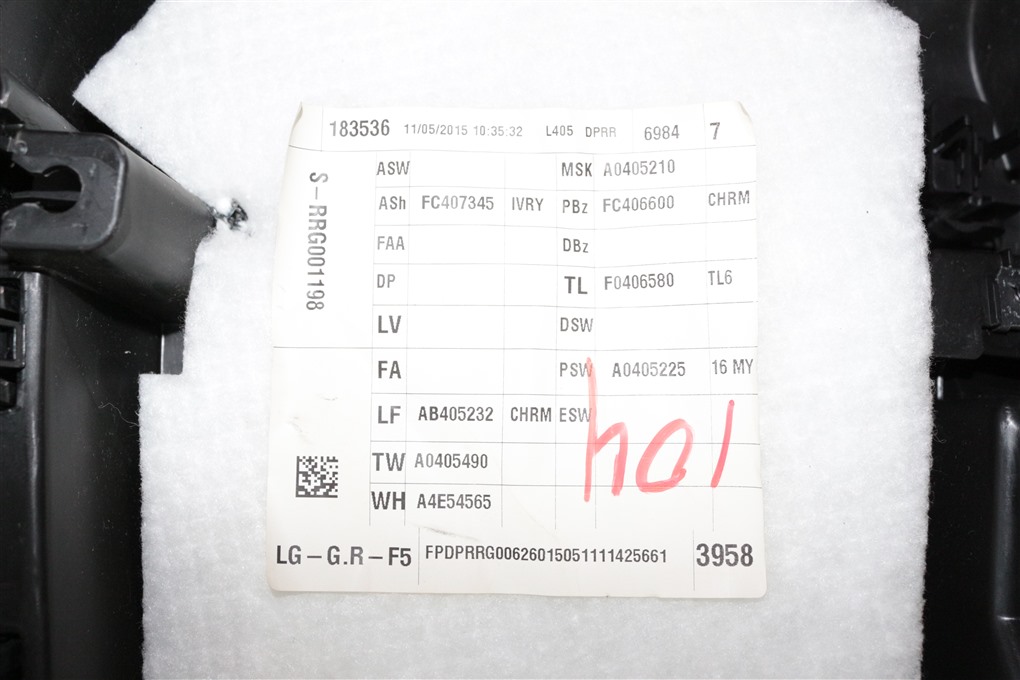 183536 11/05/2015 10:35:32 L405 DPRR 6984 7
S-RRG001198
ASW MSK A0405210
ASh FC407345 IVRY PBz FC406600 CHRM
FAA DBz
DP TL F0406580 TL6
LV DSW
FA PSW A0405225 16 MY
LF AB405232 CHRM ESW
TW A0405490
WH A4E54565
104
LG-G.R-F5 FPDPRRG00626015051111425661 3958